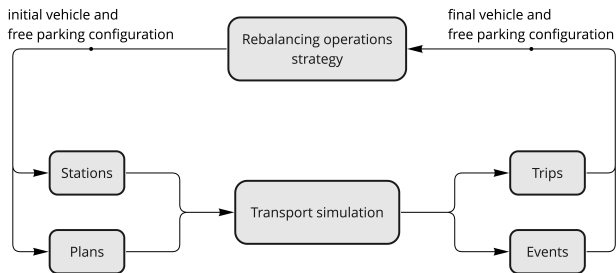 initial vehicle and
free parking configuration
final vehicle and
free parking configuration
Rebalancing operations
strategy
Stations
Trips
Transport simulation
Plans
Events